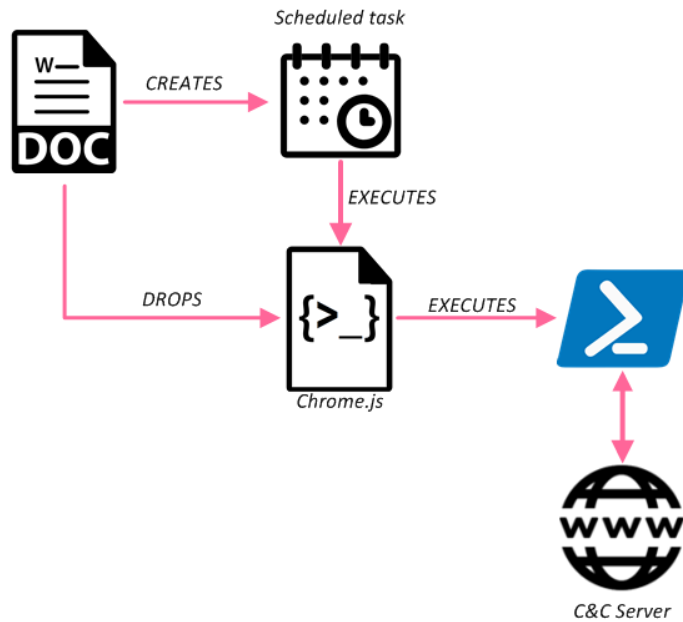 Scheduled task
W
CREATES
DOC
EXECUTES
DROPS
EXECUTES
{>_}
Chrome.js
WWW
C&C Server